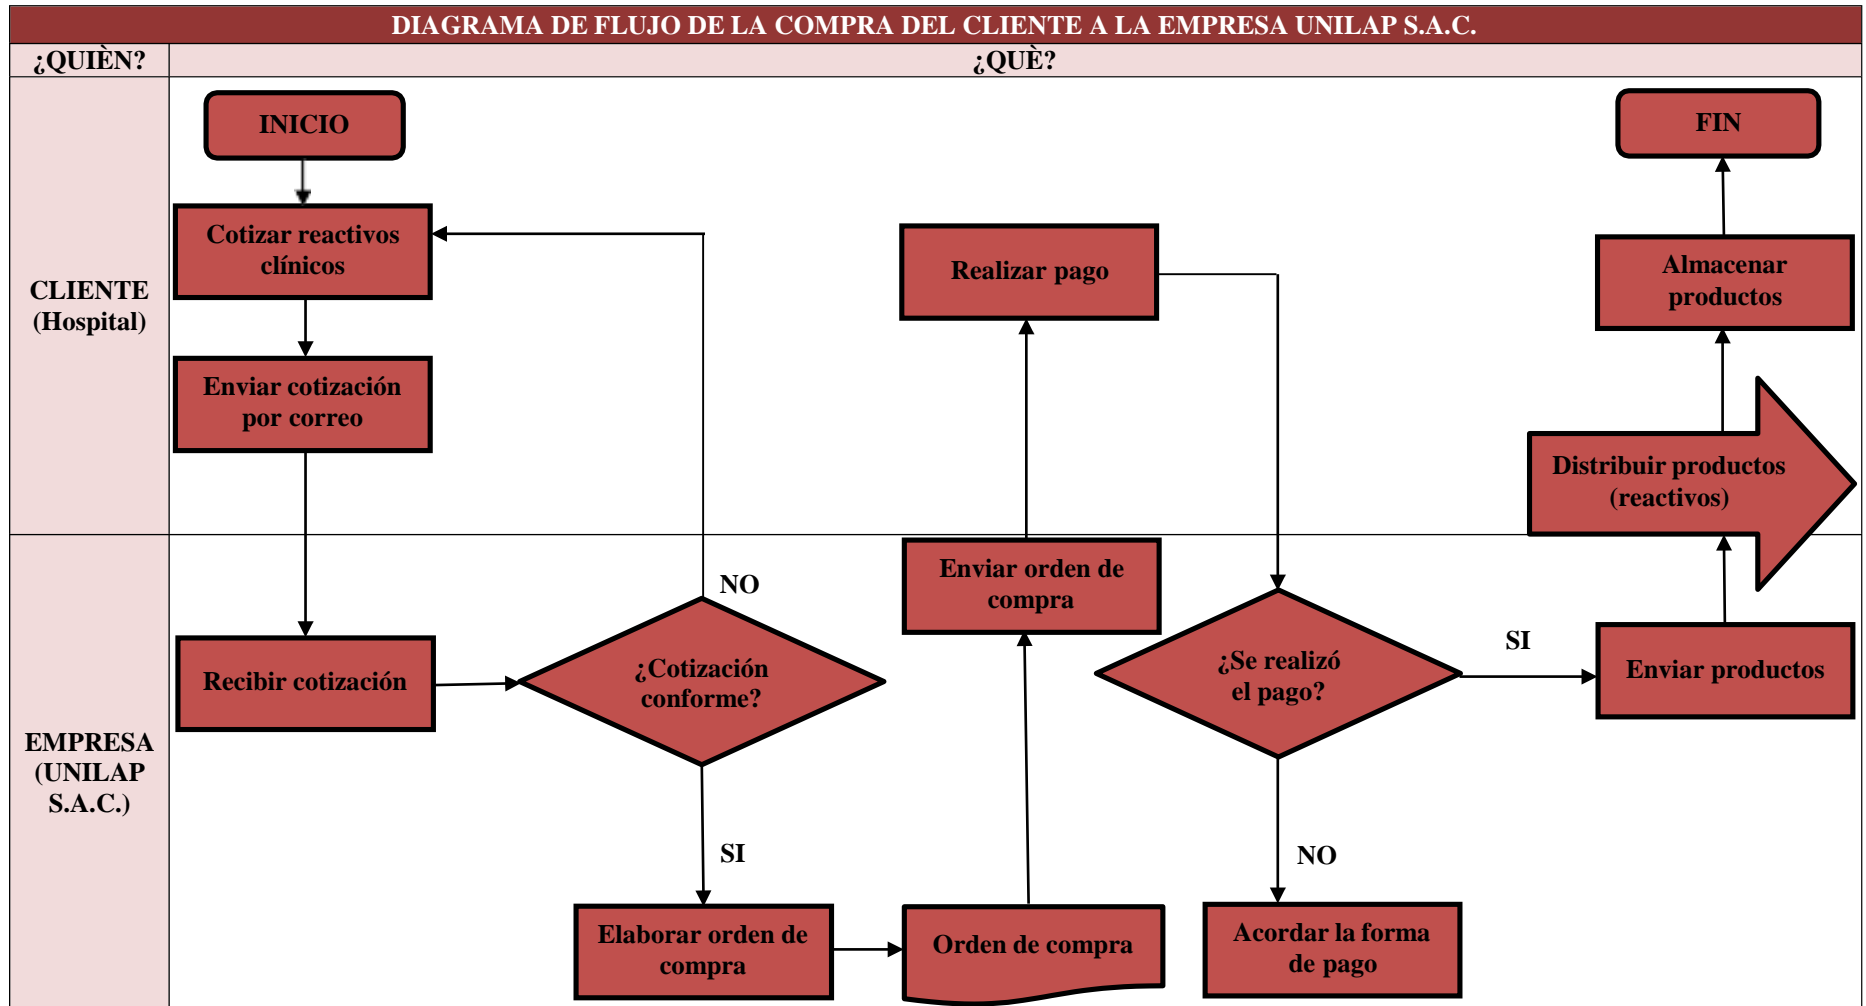 DIAGRAMA DE FLUJO DE LA COMPRA DEL CLIENTE A LA EMPRESA UNILAP S.A.C.
¿QUIÈN?
¿QUÈ?
CLIENTE
(Hospital)
INICIO
Cotizar reactivos
clínicos
Enviar cotización
por correo
Realizar pago
FIN
Almacenar
productos
Distribuir productos
(reactivos)
EMPRESA
(UNILAP
S.A.C.)
Recibir cotización
NO
¿Cotización
conforme?
SI
Elaborar orden de
compra
Orden de compra
Enviar orden de
compra
¿Se realizó
el pago?
SI
Enviar productos
NO
Acordar la forma
de pago